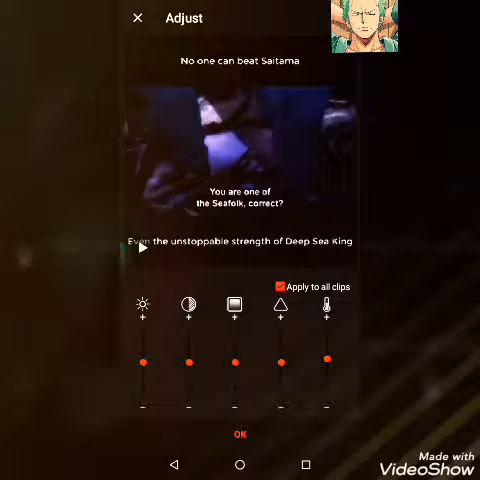 Adjust
No one can beat Saitama
You are one of
the Seafolk, correct?
Even the unstoppable strength of Deep Sea King
Apply to all clips
OK
Made with
VideoShow